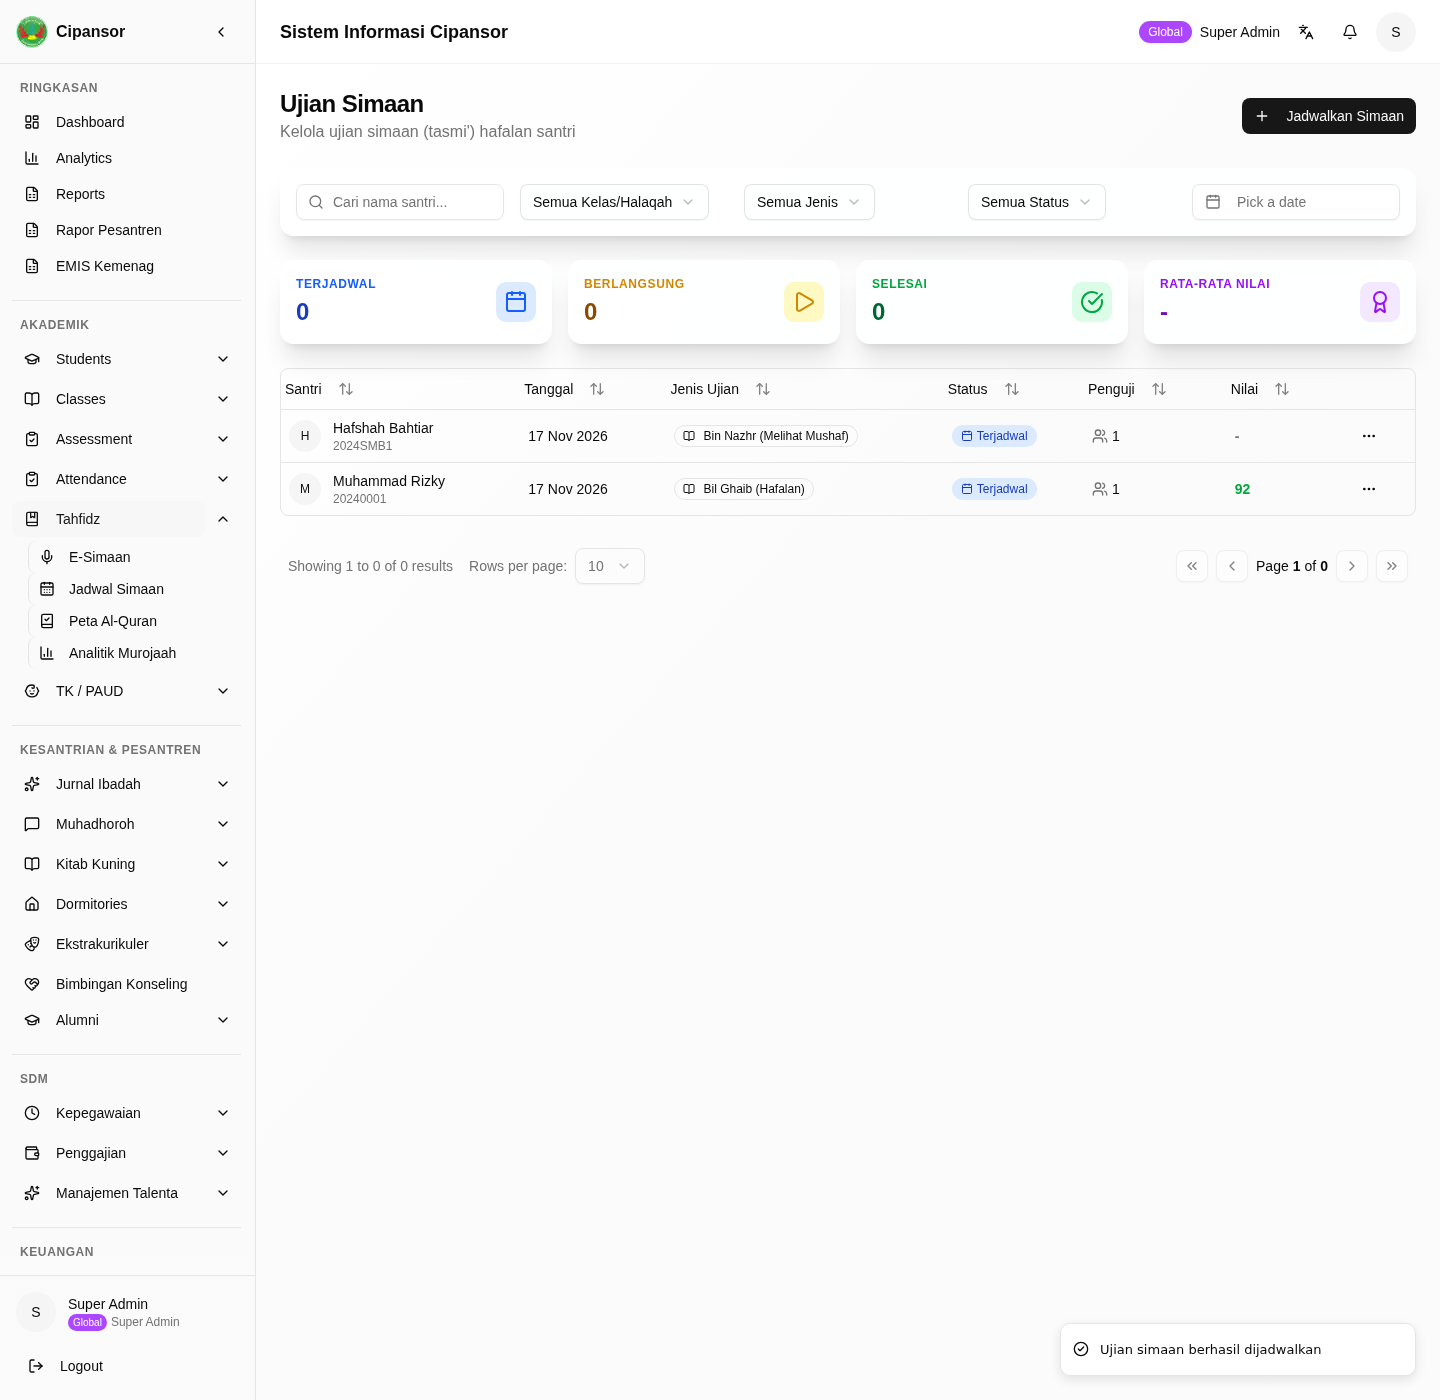 Cipansor
RINGKASAN
Dashboard
Analytics
Reports
Rapor Pesantren
EMIS Kemenag
AKADEMIK
Students
Classes
Assessment
Attendance
Tahfidz
E-Simaan
Jadwal Simaan
Peta Al-Quran
Analitik Murojaah
TK / PAUD
KESANTRIAN & PESANTREN
Jurnal Ibadah
Muhadhoroh
Kitab Kuning
Dormitories
Ekstrakurikuler
Bimbingan Konseling
Alumni
SDM
Kepegawaian
Penggajian
Manajemen Talenta
KEUANGAN
S
Super Admin
Global Super Admin
Logout
Sistem Informasi Cipansor
Global Super Admin S
Ujian Simaan
Kelola ujian simaan (tasmi') hafalan santri
Jadwalkan Simaan
Cari nama santri... Semua Kelas/Halaqah Semua Jenis Semua Status Pick a date
TERJADWAL
0
BERLANGSUNG
0
SELESAI
0
RATA-RATA NILAI
-
Santri Tanggal Jenis Ujian Status Penguji Nilai
H Hafshah Bahtiar 17 Nov 2026 Bin Nazhr (Melihat Mushaf) Terjadwal 1 -
2024SMB1
M Muhammad Rizky 17 Nov 2026 Bil Ghaib (Hafalan) Terjadwal 1 92
20240001
Showing 1 to 0 of 0 results Rows per page: 10 Page 1 of 0
Ujian simaan berhasil dijadwalkan